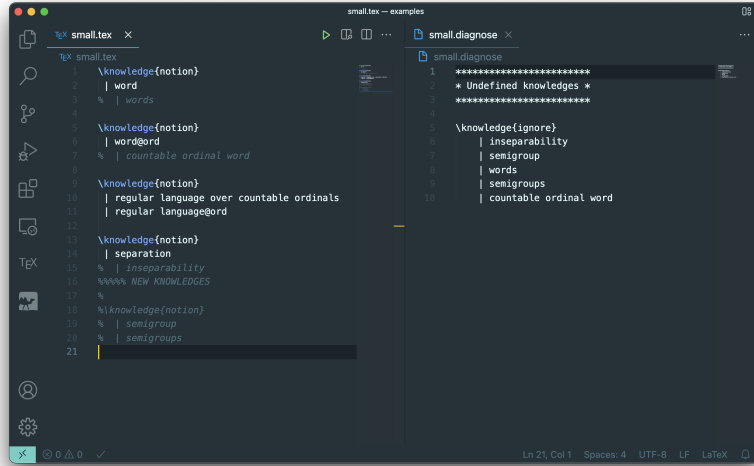 small.tex — examples
TEX small.tex
TEX small.tex
1 \knowledge{notion}
2 | word
3 % | words
4
5 \knowledge{notion}
6 | word@ord
7 % | countable ordinal word
8
9 \knowledge{notion}
10 | regular language over countable ordinals
11 | regular language@ord
12
13 \knowledge{notion}
14 | separation
15 % | inseparability
16 %%%%% NEW KNOWLEDGES
17 %
18 %\knowledge{notion}
19 % | semigroup
20 % | semigroups
21
small.diagnose
small.diagnose
1 ************************
2 * Undefined knowledges *
3 ************************
4
5 \knowledge{ignore}
6 | inseparability
7 | semigroup
8 | words
9 | semigroups
10 | countable ordinal word
TEX
0 0
Ln 21, Col 1 Spaces: 4 UTF-8 LF LaTeX